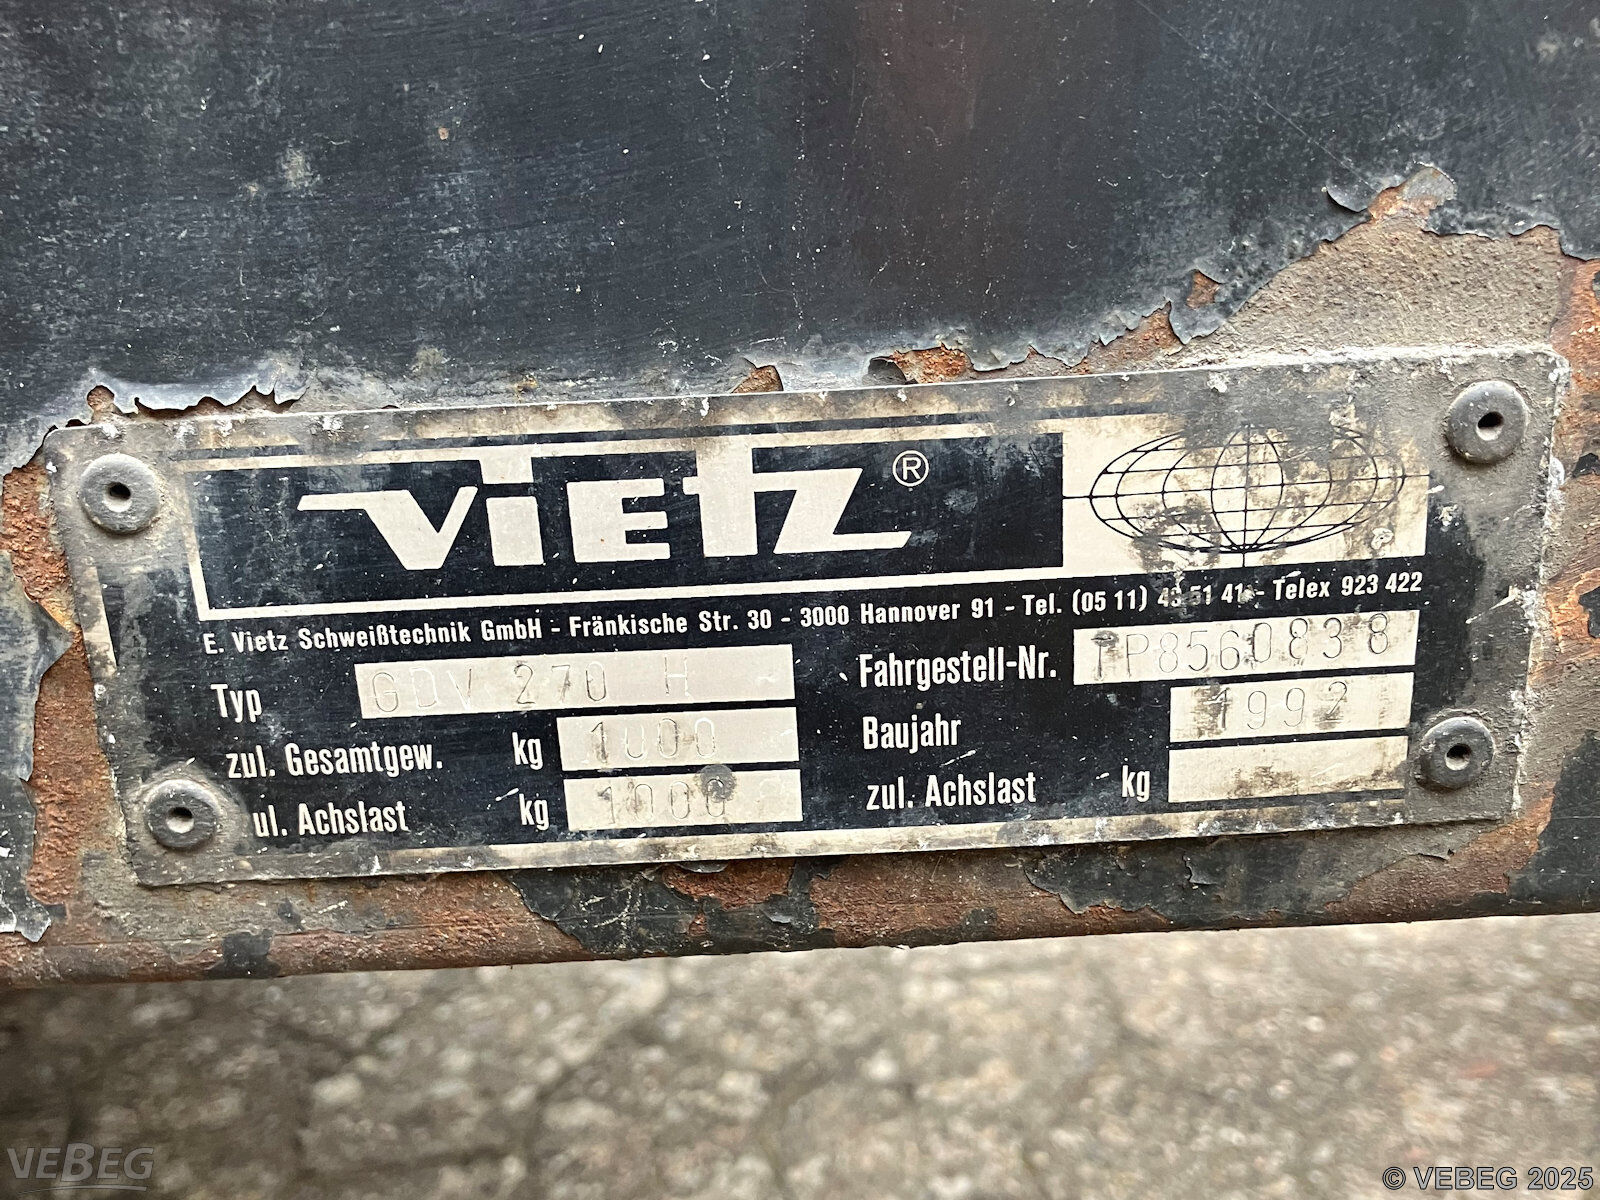 VIETZ ®
E. Vietz Schweißtechnik GmbH - Fränkische Str. 30 - 3000 Hannover 91 - Tel. (05 11) 51 41 - Telex 923 422
Typ GDV 270 H
Fahrgestell-Nr. TP8560838
zul. Gesamtgew. kg 1000
Baujahr 1992
ul. Achslast kg 1000
zul. Achslast kg
VEBEG
© VEBEG 2025